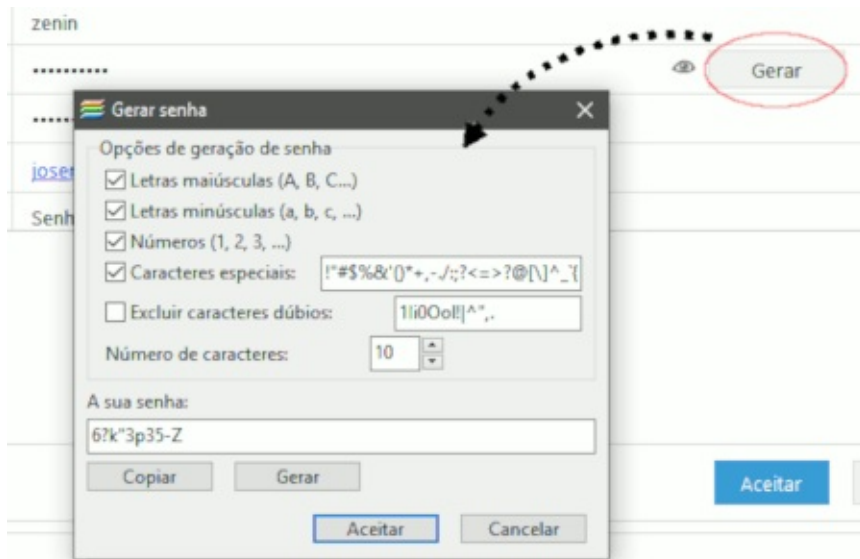 zenin
••••••••••
Gerar
Gerar senha
Opções de geração de senha
Letras maiúsculas (A, B, C...)
Letras minúsculas (a, b, c, ...)
Números (1, 2, 3, ...)
Caracteres especiais: !"#$%&'()*+,-./:;?<=>?@[\]^_`{
Excluir caracteres dúbios: 1Ii0Ool!|^",.
Número de caracteres: 10
A sua senha:
6?k"3p35-Z
Copiar Gerar
Aceitar Cancelar
joser
Senh
Aceitar